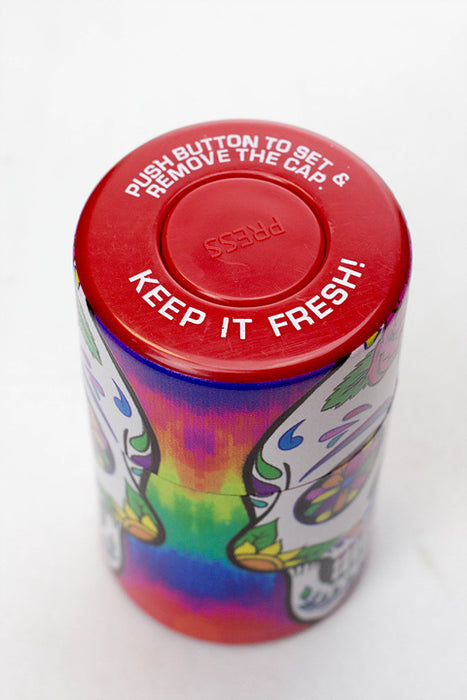 PUSH BUTTON TO SET &
REMOVE THE CAP.
PRESS
KEEP IT FRESH!